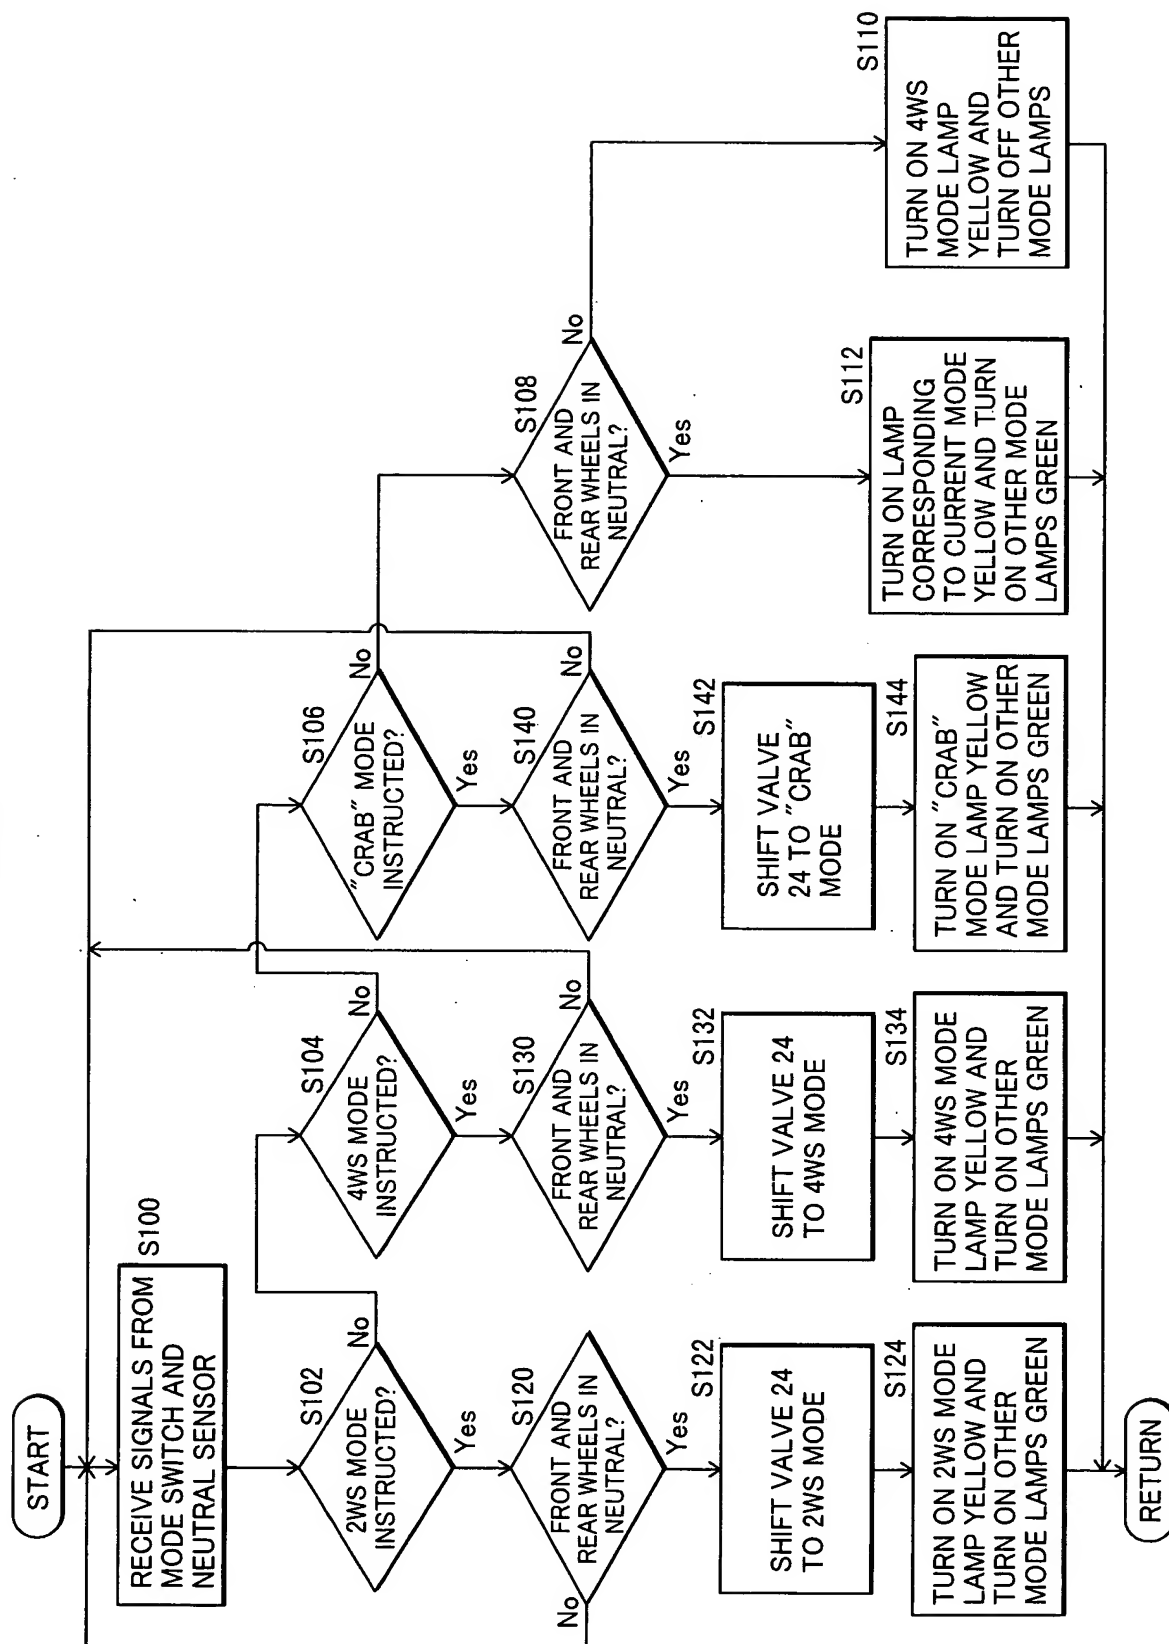 START
S100
RECEIVE SIGNALS FROM
MODE SWITCH AND
NEUTRAL SENSOR
S102
2WS MODE
INSTRUCTED?
No
Yes
S120
FRONT AND
REAR WHEELS IN
NEUTRAL?
No
Yes
S122
SHIFT VALVE 24
TO 2WS MODE
S124
TURN ON 2WS MODE
LAMP YELLOW AND
TURN ON OTHER
MODE LAMPS GREEN
RETURN
S104
4WS MODE
INSTRUCTED?
No
Yes
S130
FRONT AND
REAR WHEELS IN
NEUTRAL?
No
Yes
S132
SHIFT VALVE 24
TO 4WS MODE
S134
TURN ON 4WS MODE
LAMP YELLOW AND
TURN ON OTHER
MODE LAMPS GREEN
S106
"CRAB" MODE
INSTRUCTED?
No
Yes
S140
FRONT AND
REAR WHEELS IN
NEUTRAL?
No
Yes
S142
SHIFT VALVE
24 TO "CRAB"
MODE
S144
TURN ON "CRAB"
MODE LAMP YELLOW
AND TURN ON OTHER
MODE LAMPS GREEN
S108
FRONT AND
REAR WHEELS IN
NEUTRAL?
No
Yes
S112
TURN ON LAMP
CORRESPONDING
TO CURRENT MODE
YELLOW AND TURN
ON OTHER MODE
LAMPS GREEN
S110
TURN ON 4WS
MODE LAMP
YELLOW AND
TURN OFF OTHER
MODE LAMPS